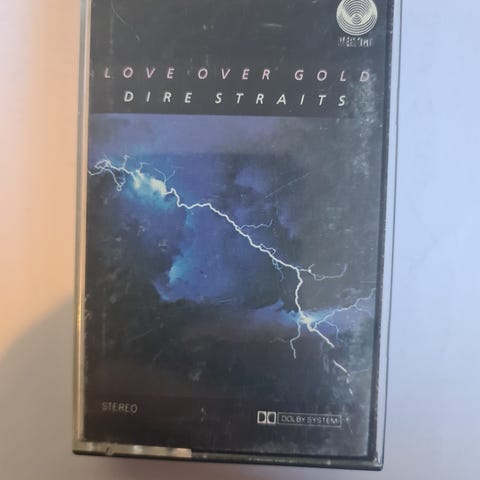 LOVE OVER GOLD
DIRE STRAITS
STEREO
DOLBY SYSTEM